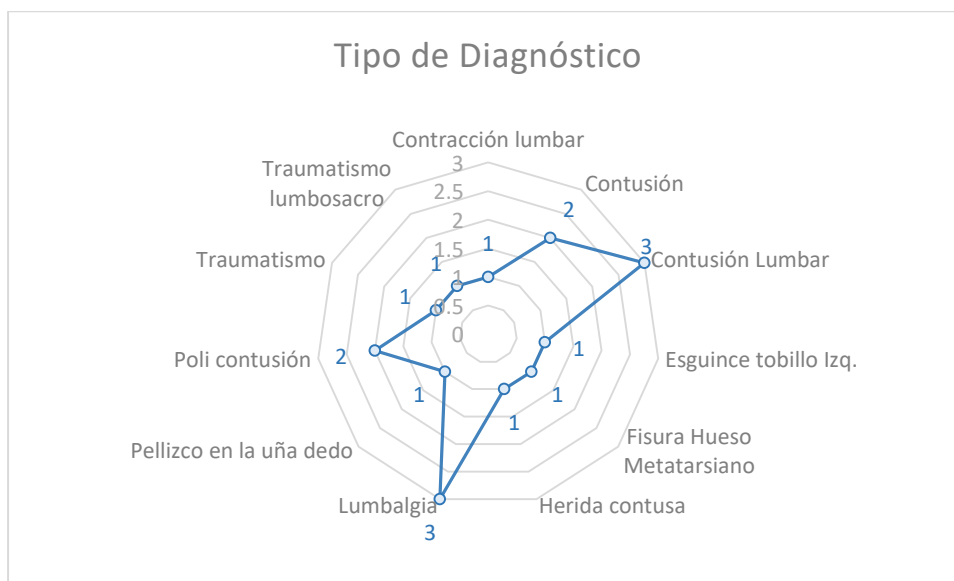 Tipo de Diagnóstico
Contracción lumbar
Contusión
Contusión Lumbar
Esguince tobillo Izq.
Fisura Hueso
Metatarsiano
Herida contusa
Lumbalgia
Pellizco en la uña dedo
Poli contusión
Traumatismo
Traumatismo
lumbosacro
3
2.5
2
1.5
1
0.5
0
1
2
3
1
1
1
3
1
2
1
1